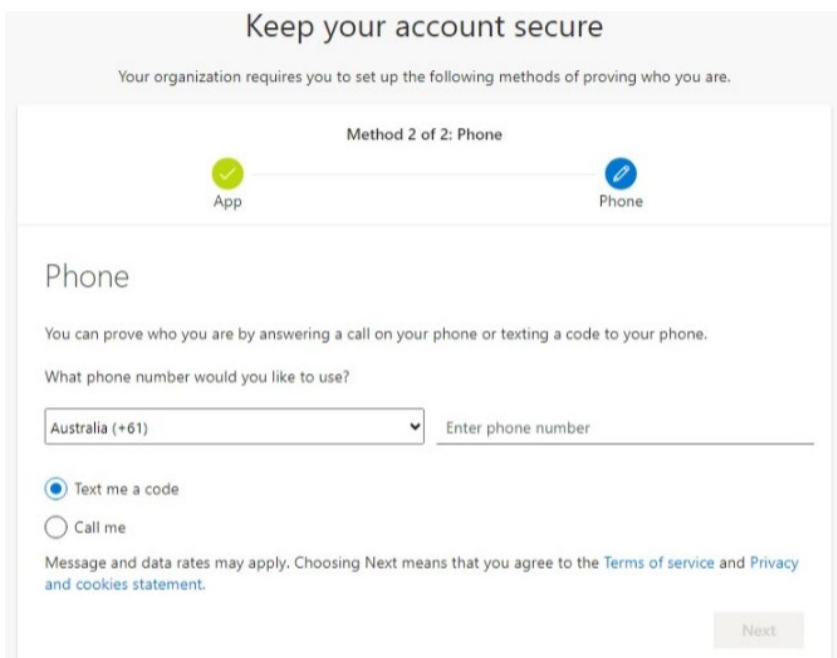 Keep your account secure
Your organization requires you to set up the following methods of proving who you are.
Method 2 of 2: Phone
App
Phone
Phone
You can prove who you are by answering a call on your phone or texting a code to your phone.
What phone number would you like to use?
Australia (+61)
Enter phone number
Text me a code
Call me
Message and data rates may apply. Choosing Next means that you agree to the Terms of service and Privacy
and cookies statement.
Next